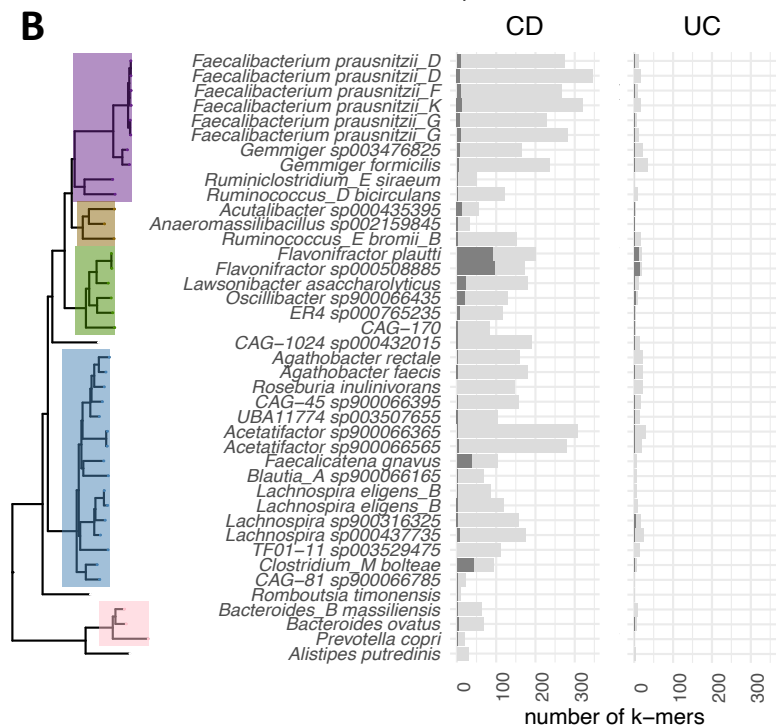 B
CD
UC
Faecalibacterium prausnitzii_D
Faecalibacterium prausnitzii_D
Faecalibacterium prausnitzii_F
Faecalibacterium prausnitzii_K
Faecalibacterium prausnitzii_G
Faecalibacterium prausnitzii_G
Gemmiger sp003476825
Gemmiger formicilis
Ruminiclostridium_E siraeum
Ruminococcus_D bicirculans
Acutalibacter sp000435395
Anaeromassilibacillus sp002159845
Ruminococcus_E bromii_B
Flavonifractor plautii
Flavonifractor sp000508885
Lawsonibacter asaccharolyticus
Oscillibacter sp900066435
ER4 sp000765235
CAG−170
CAG−1024 sp000432015
Agathobacter rectale
Agathobacter faecis
Roseburia inulinivorans
CAG−45 sp900066395
UBA11774 sp003507655
Acetatifactor sp900066365
Acetatifactor sp900066565
Faecalicatena gnavus
Blautia_A sp900066165
Lachnospira eligens_B
Lachnospira eligens_B
Lachnospira sp900316325
Lachnospira sp000437735
TF01−11 sp003529475
Clostridium_M bolteae
CAG−81 sp900066785
Romboutsia timonensis
Bacteroides_B massiliensis
Bacteroides ovatus
Prevotella copri
Alistipes putredinis
0 100 200 300 0 100 200 300
number of k−mers